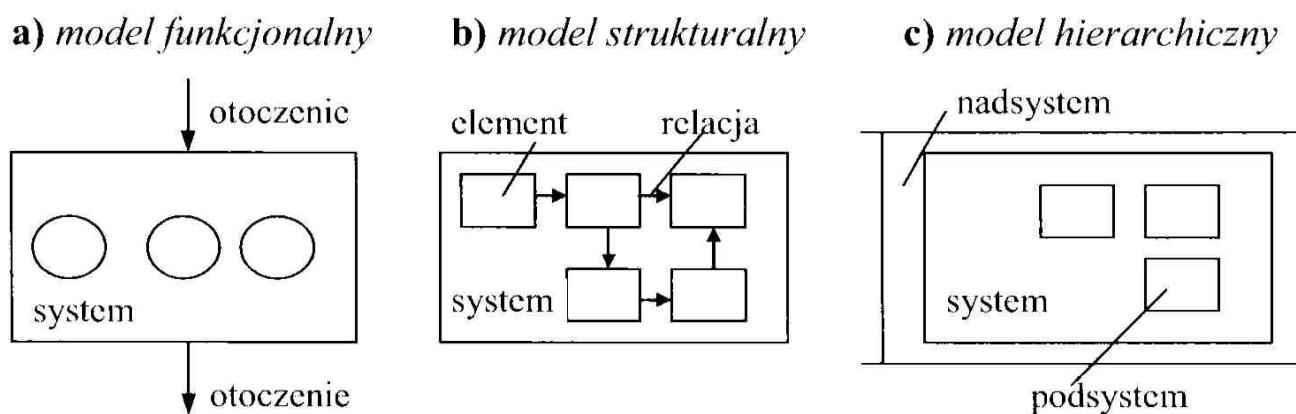 a) model funkcjonalny
otoczenie
system
otoczenie
b) model strukturalny
element
relacja
system
c) model hierarchiczny
nadsystem
system
podsystem